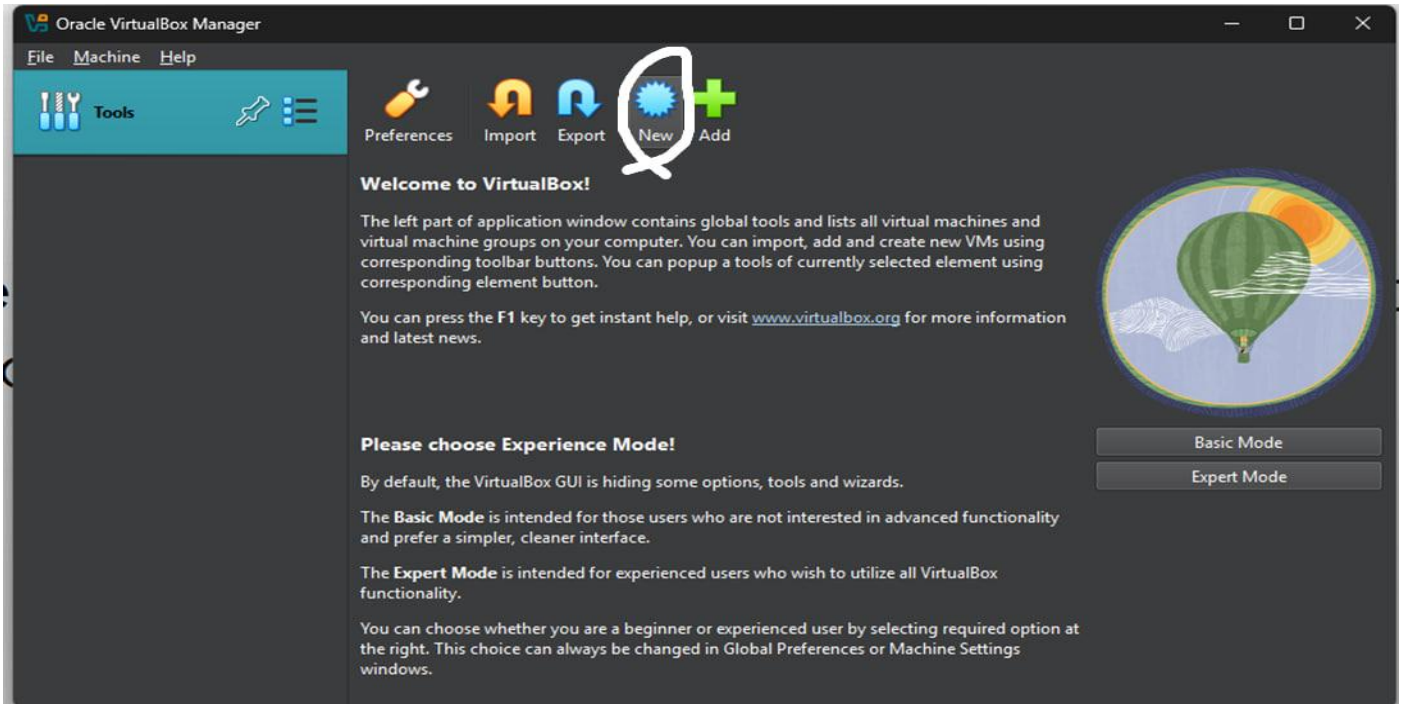 Oracle VirtualBox Manager
File Machine Help
Tools
Preferences Import Export New Add
Welcome to VirtualBox!
The left part of application window contains global tools and lists all virtual machines and
virtual machine groups on your computer. You can import, add and create new VMs using
corresponding toolbar buttons. You can popup a tools of currently selected element using
corresponding element button.
You can press the F1 key to get instant help, or visit www.virtualbox.org for more information
and latest news.
Please choose Experience Mode!
Basic Mode
Expert Mode
By default, the VirtualBox GUI is hiding some options, tools and wizards.
The Basic Mode is intended for those users who are not interested in advanced functionality
and prefer a simpler, cleaner interface.
The Expert Mode is intended for experienced users who wish to utilize all VirtualBox
functionality.
You can choose whether you are a beginner or experienced user by selecting required option at
the right. This choice can always be changed in Global Preferences or Machine Settings
windows.